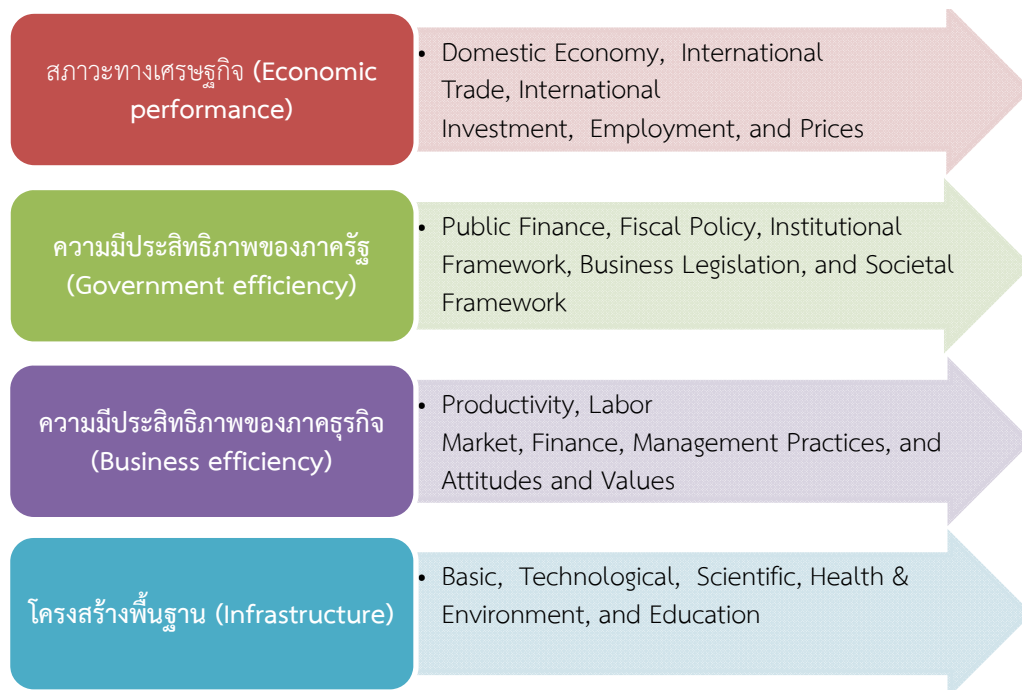 สภาวะทางเศรษฐกิจ (Economic
performance)
• Domestic Economy, International
Trade, International
Investment, Employment, and Prices
ความมีประสิทธิภาพของภาครัฐ
(Government efficiency)
• Public Finance, Fiscal Policy, Institutional
Framework, Business Legislation, and Societal
Framework
ความมีประสิทธิภาพของภาคธุรกิจ
(Business efficiency)
• Productivity, Labor
Market, Finance, Management Practices, and
Attitudes and Values
โครงสร้างพื้นฐาน (Infrastructure)
• Basic, Technological, Scientific, Health &
Environment, and Education